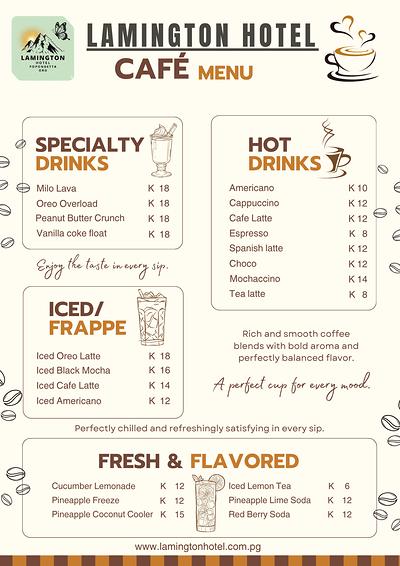 LAMINGTON
HOTEL
POPONDETTA
ORO
LAMINGTON HOTEL
CAFÉ MENU
SPECIALTY
DRINKS
Milo Lava K 18
Oreo Overload K 18
Peanut Butter Crunch K 18
Vanilla coke float K 18
Enjoy the taste in every sip.
ICED/
FRAPPE
Iced Oreo Latte K 18
Iced Black Mocha K 16
Iced Cafe Latte K 14
Iced Americano K 12
HOT
DRINKS
Americano K 10
Cappuccino K 12
Cafe Latte K 12
Espresso K 8
Spanish latte K 12
Choco K 12
Mochaccino K 14
Tea latte K 8
Rich and smooth coffee
blends with bold aroma and
perfectly balanced flavor.
A perfect cup for every mood.
Perfectly chilled and refreshingly satisfying in every sip.
FRESH & FLAVORED
Cucumber Lemonade K 12
Pineapple Freeze K 12
Pineapple Coconut Cooler K 15
Iced Lemon Tea K 6
Pineapple Lime Soda K 12
Red Berry Soda K 12
www.lamingtonhotel.com.pg